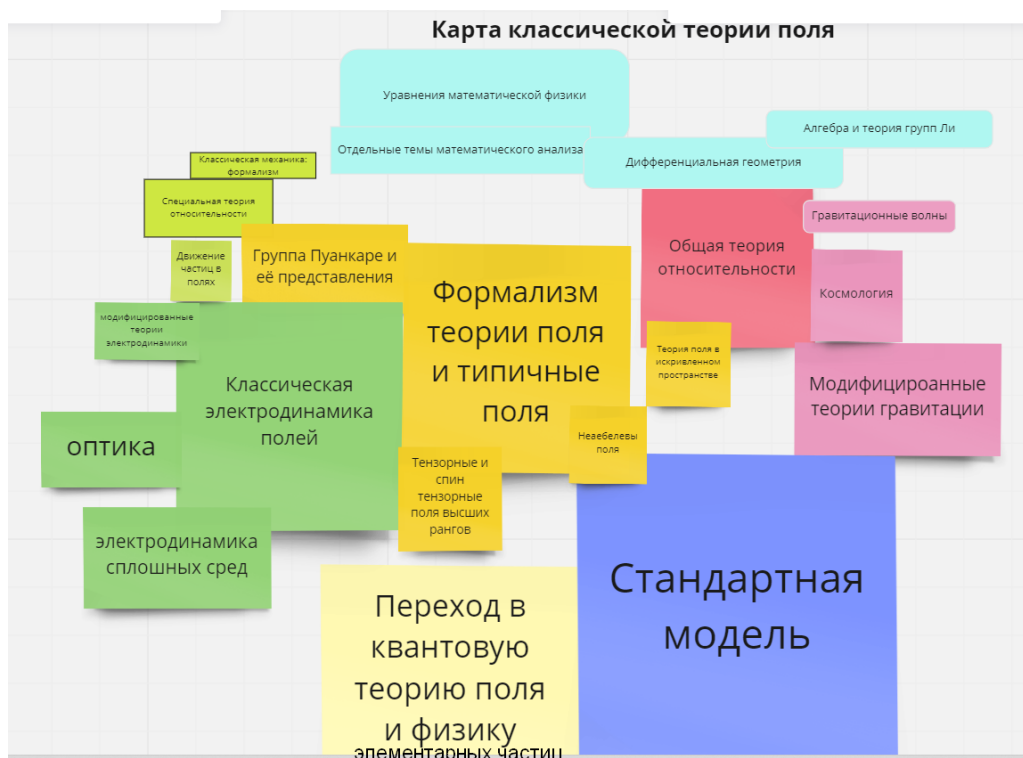 Карта классической теории поля
Уравнения математической физики
Отдельные темы математического анализа
Дифференциальная геометрия
Алгебра и теория групп Ли
Классическая механика:
формализм
Специальная теория
относительности
Движение
частиц в
полях
Группа Пуанкаре и
её представления
Формализм
теории поля
и типичные
поля
Общая теория
относительности
Гравитационные волны
Космология
Теория поля в
искривленном
пространстве
Модифицироанные
теории гравитации
модифицированные
теории
электродинамики
Классическая
электродинамика
полей
оптика
электродинамика
сплошных сред
Тензорные и
спин
тензорные
поля высших
рангов
Неабелевы
поля
Стандартная
модель
Переход в
квантовую
теорию поля
и физику
элементарных частиц